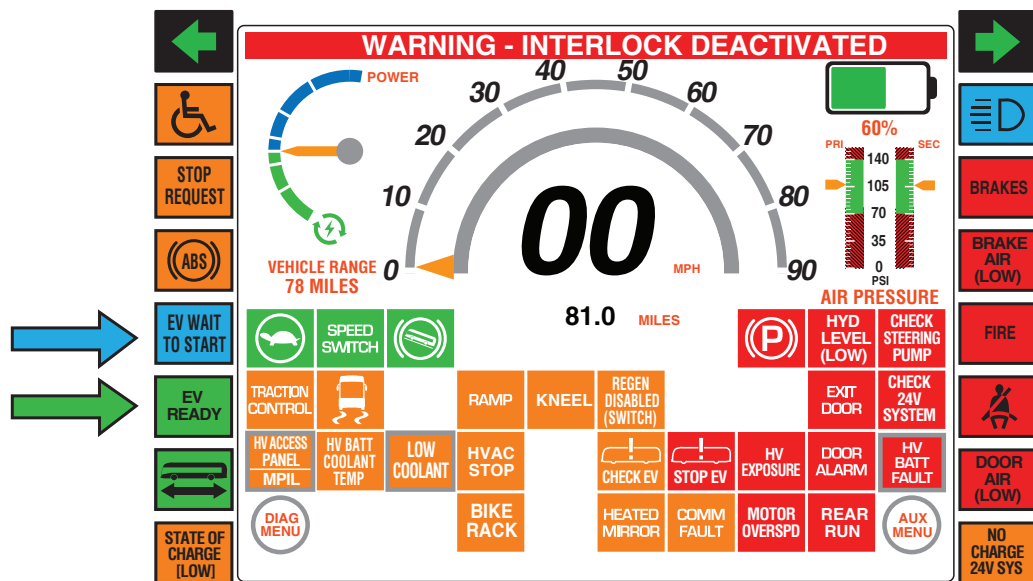 WARNING - INTERLOCK DEACTIVATED
STOP
REQUEST
(ABS)
EV WAIT
TO START
EV
READY
STATE OF
CHARGE
[LOW]
POWER
VEHICLE RANGE
78 MILES
0
10
20
30
40
50
60
70
80
90
00
MPH
81.0 MILES
60%
PRI
SEC
140
105
70
35
0
PSI
AIR PRESSURE
SPEED
SWITCH
P
HYD
LEVEL
(LOW)
CHECK
STEERING
PUMP
TRACTION
CONTROL
RAMP
KNEEL
REGEN
DISABLED
(SWITCH)
EXIT
DOOR
CHECK
24V
SYSTEM
HV ACCESS
PANEL
MPIL
HV BATT
COOLANT
TEMP
LOW
COOLANT
HVAC
STOP
!
CHECK EV
!
STOP EV
HV
EXPOSURE
DOOR
ALARM
HV
BATT
FAULT
DIAG
MENU
BIKE
RACK
HEATED
MIRROR
COMM
FAULT
MOTOR
OVERSPD
REAR
RUN
AUX
MENU
BRAKES
BRAKE
AIR
(LOW)
FIRE
DOOR
AIR
(LOW)
NO
CHARGE
24V SYS